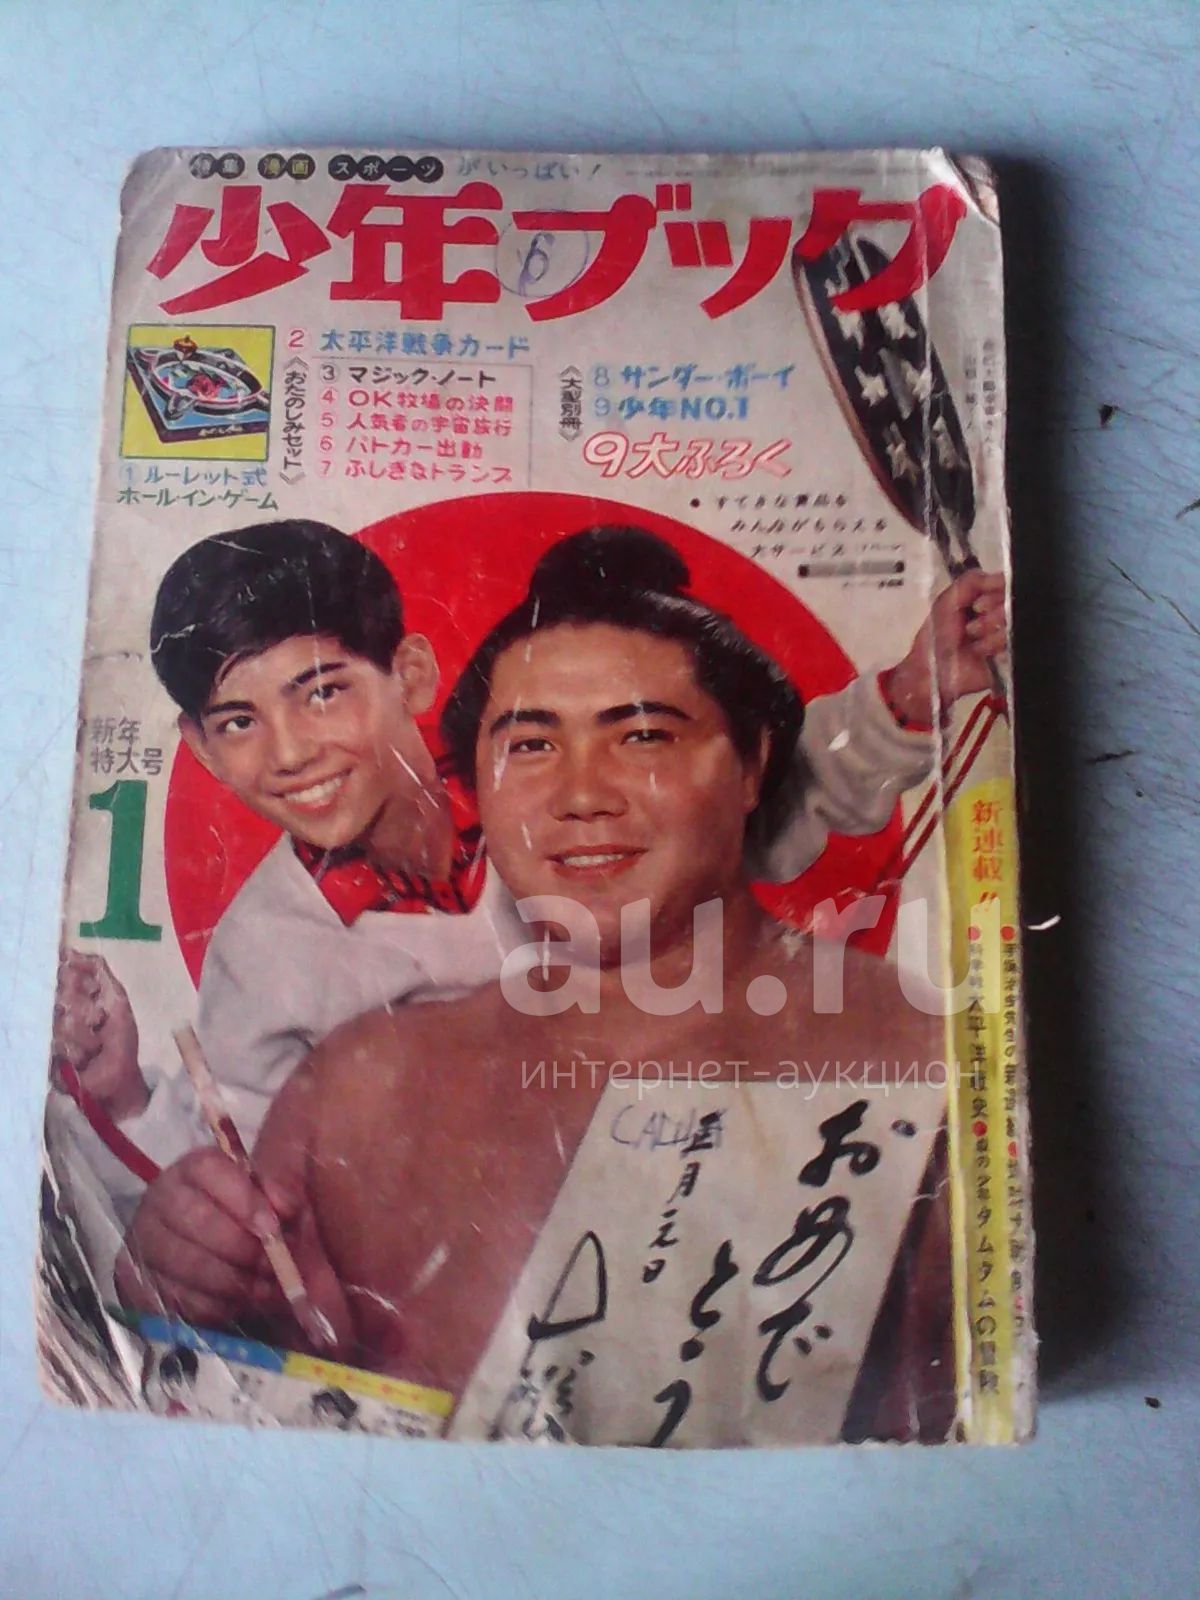 特集 漫画 スポーツ がいっぱい!
少年ブック
6
2 太平洋戦争カード
《おたのしみセット》
3 マジック・ノート
4 OK牧場の決闘
5 人気者の宇宙旅行
6 パトカー出動
7 ふしぎなトランプ
1 ルーレット式
ホール・イン・ゲーム
《大型別冊》
8 サンダー・ボーイ
9 少年NO.1
9大ふろく
● すてきな賞品を
みんながもらえる
大サービス
新年
特大号
1
新連載!!
太平洋戦史
タムタムの冒険
au.ru
интернет-аукцион
おめで
とう
正月元日